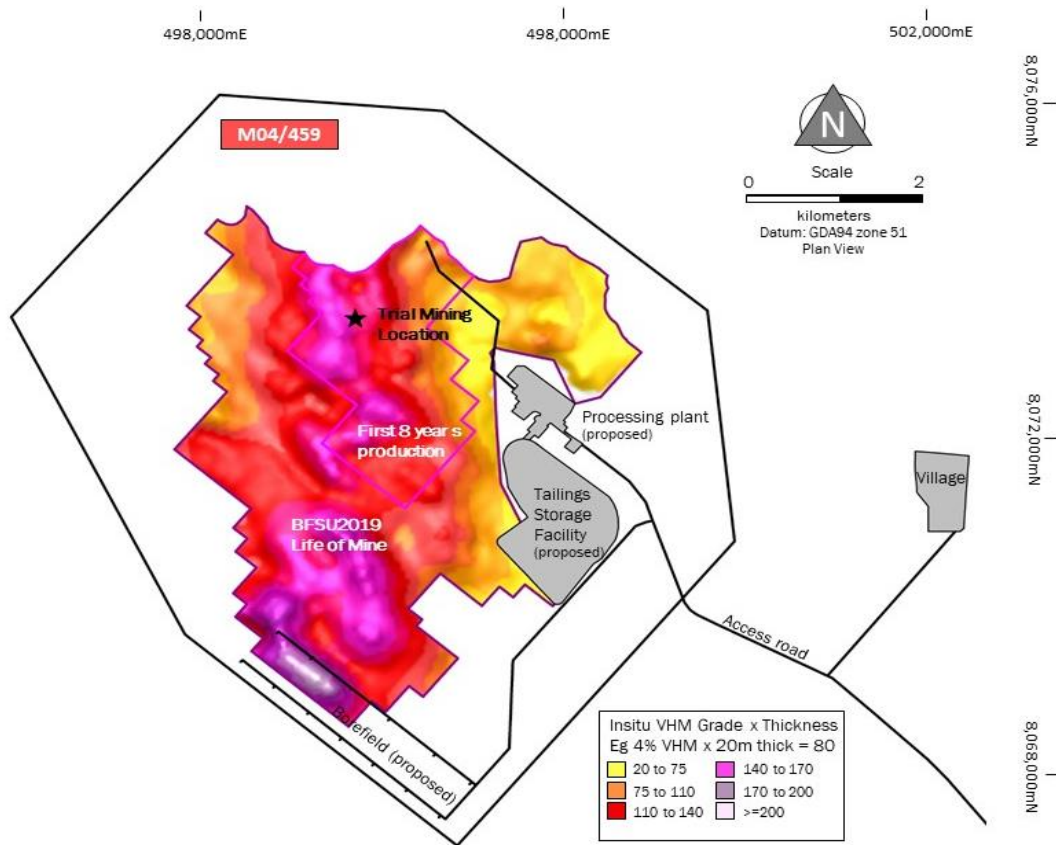 498,000mE
498,000mE
502,000mE
8,076,000mN
M04/459
N
Scale
0 2
kilometers
Datum: GDA94 zone 51
Plan View
Trial Mining
Location
Processing plant
(proposed)
8,072,000mN
First 8 years
production
Village
Tailings
Storage
Facility
(proposed)
BFSU2019
Life of Mine
Access road
Borefield (proposed)
Insitu VHM Grade x Thickness
Eg 4% VHM x 20m thick = 80
20 to 75
140 to 170
75 to 110
170 to 200
110 to 140
>=200
8,068,000mN